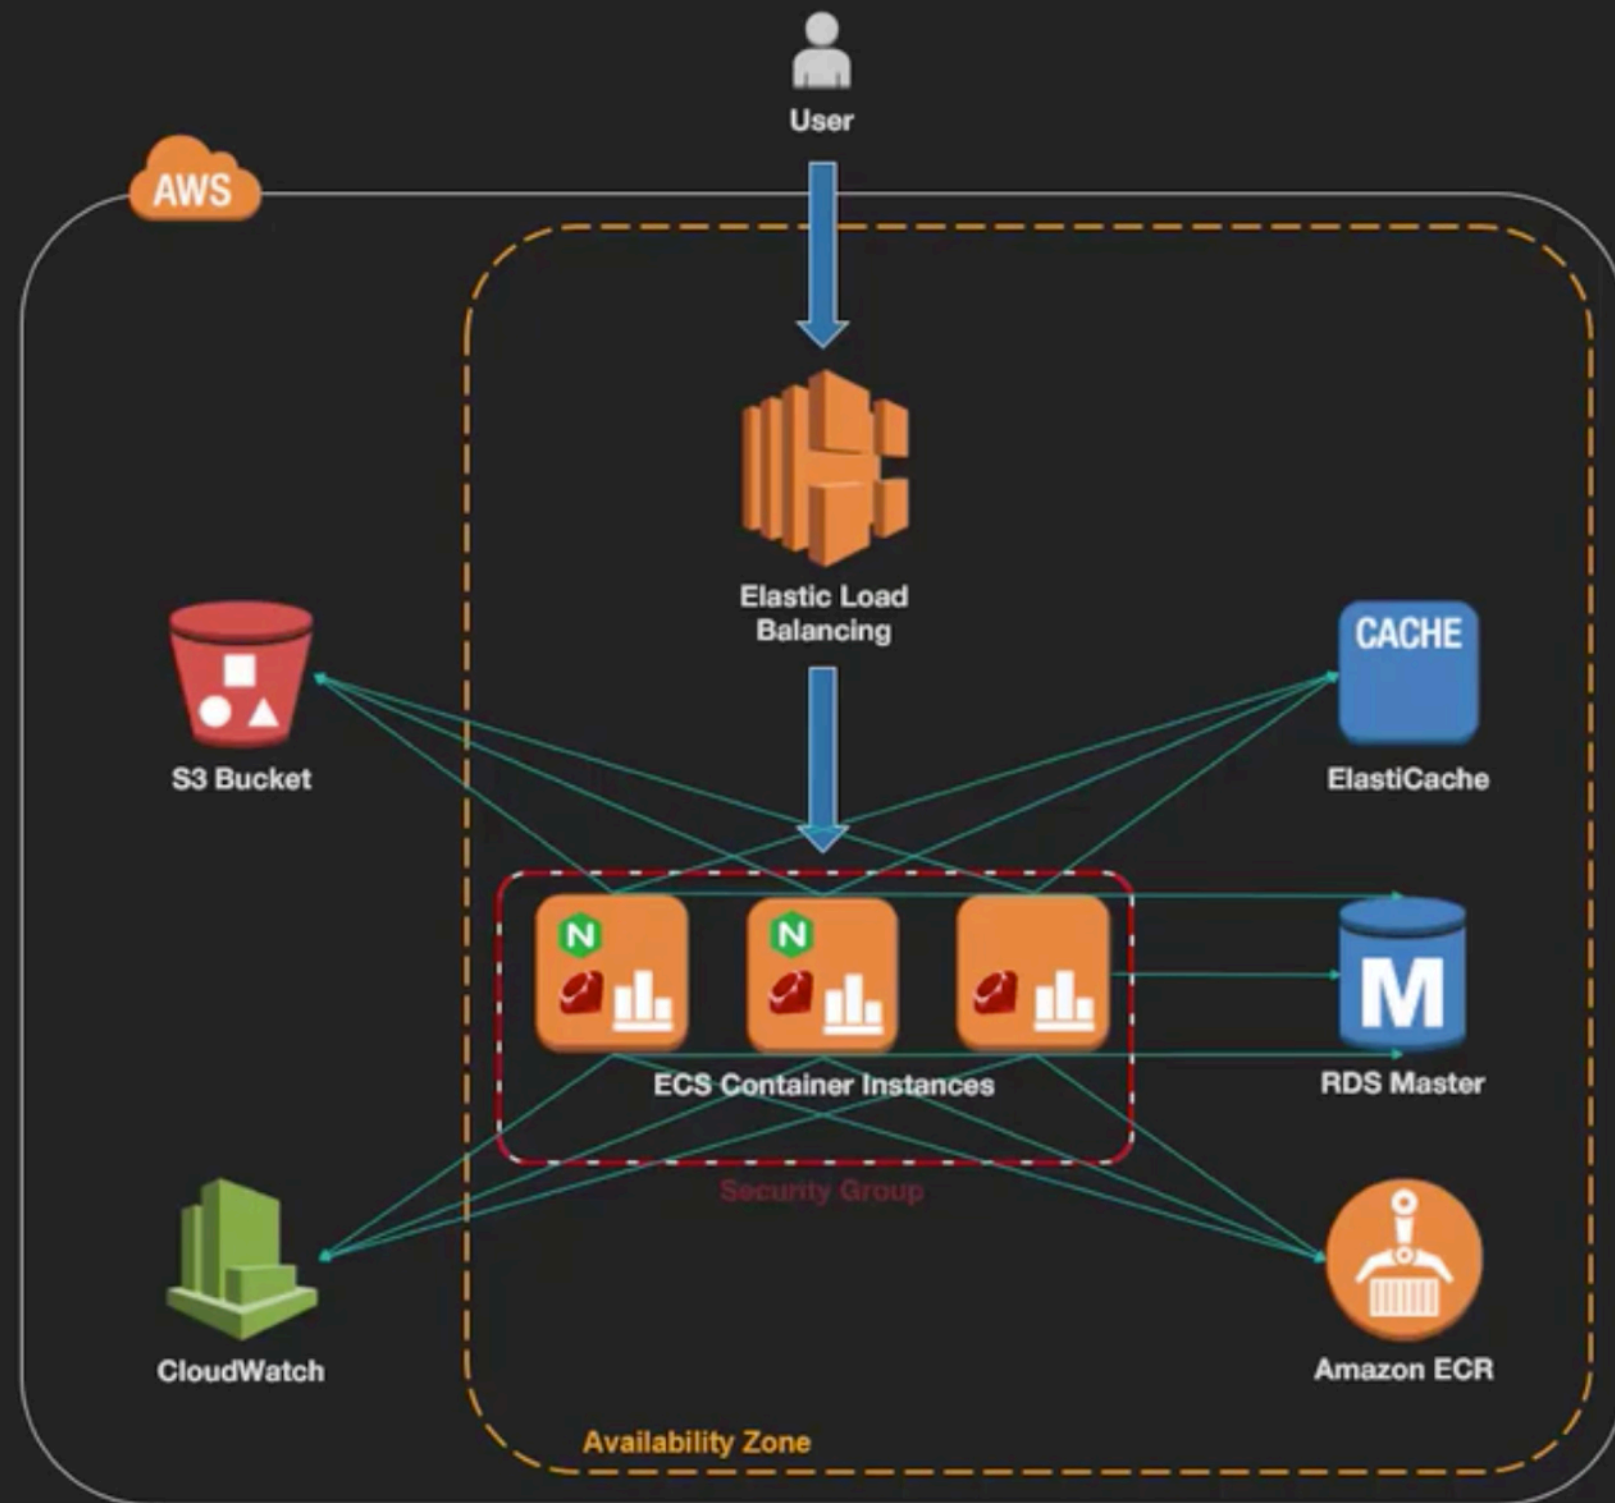 User
AWS
Elastic Load
Balancing
CACHE
S3 Bucket
ElastiCache
N
N
M
ECS Container Instances
RDS Master
Security Group
CloudWatch
Amazon ECR
Availability Zone